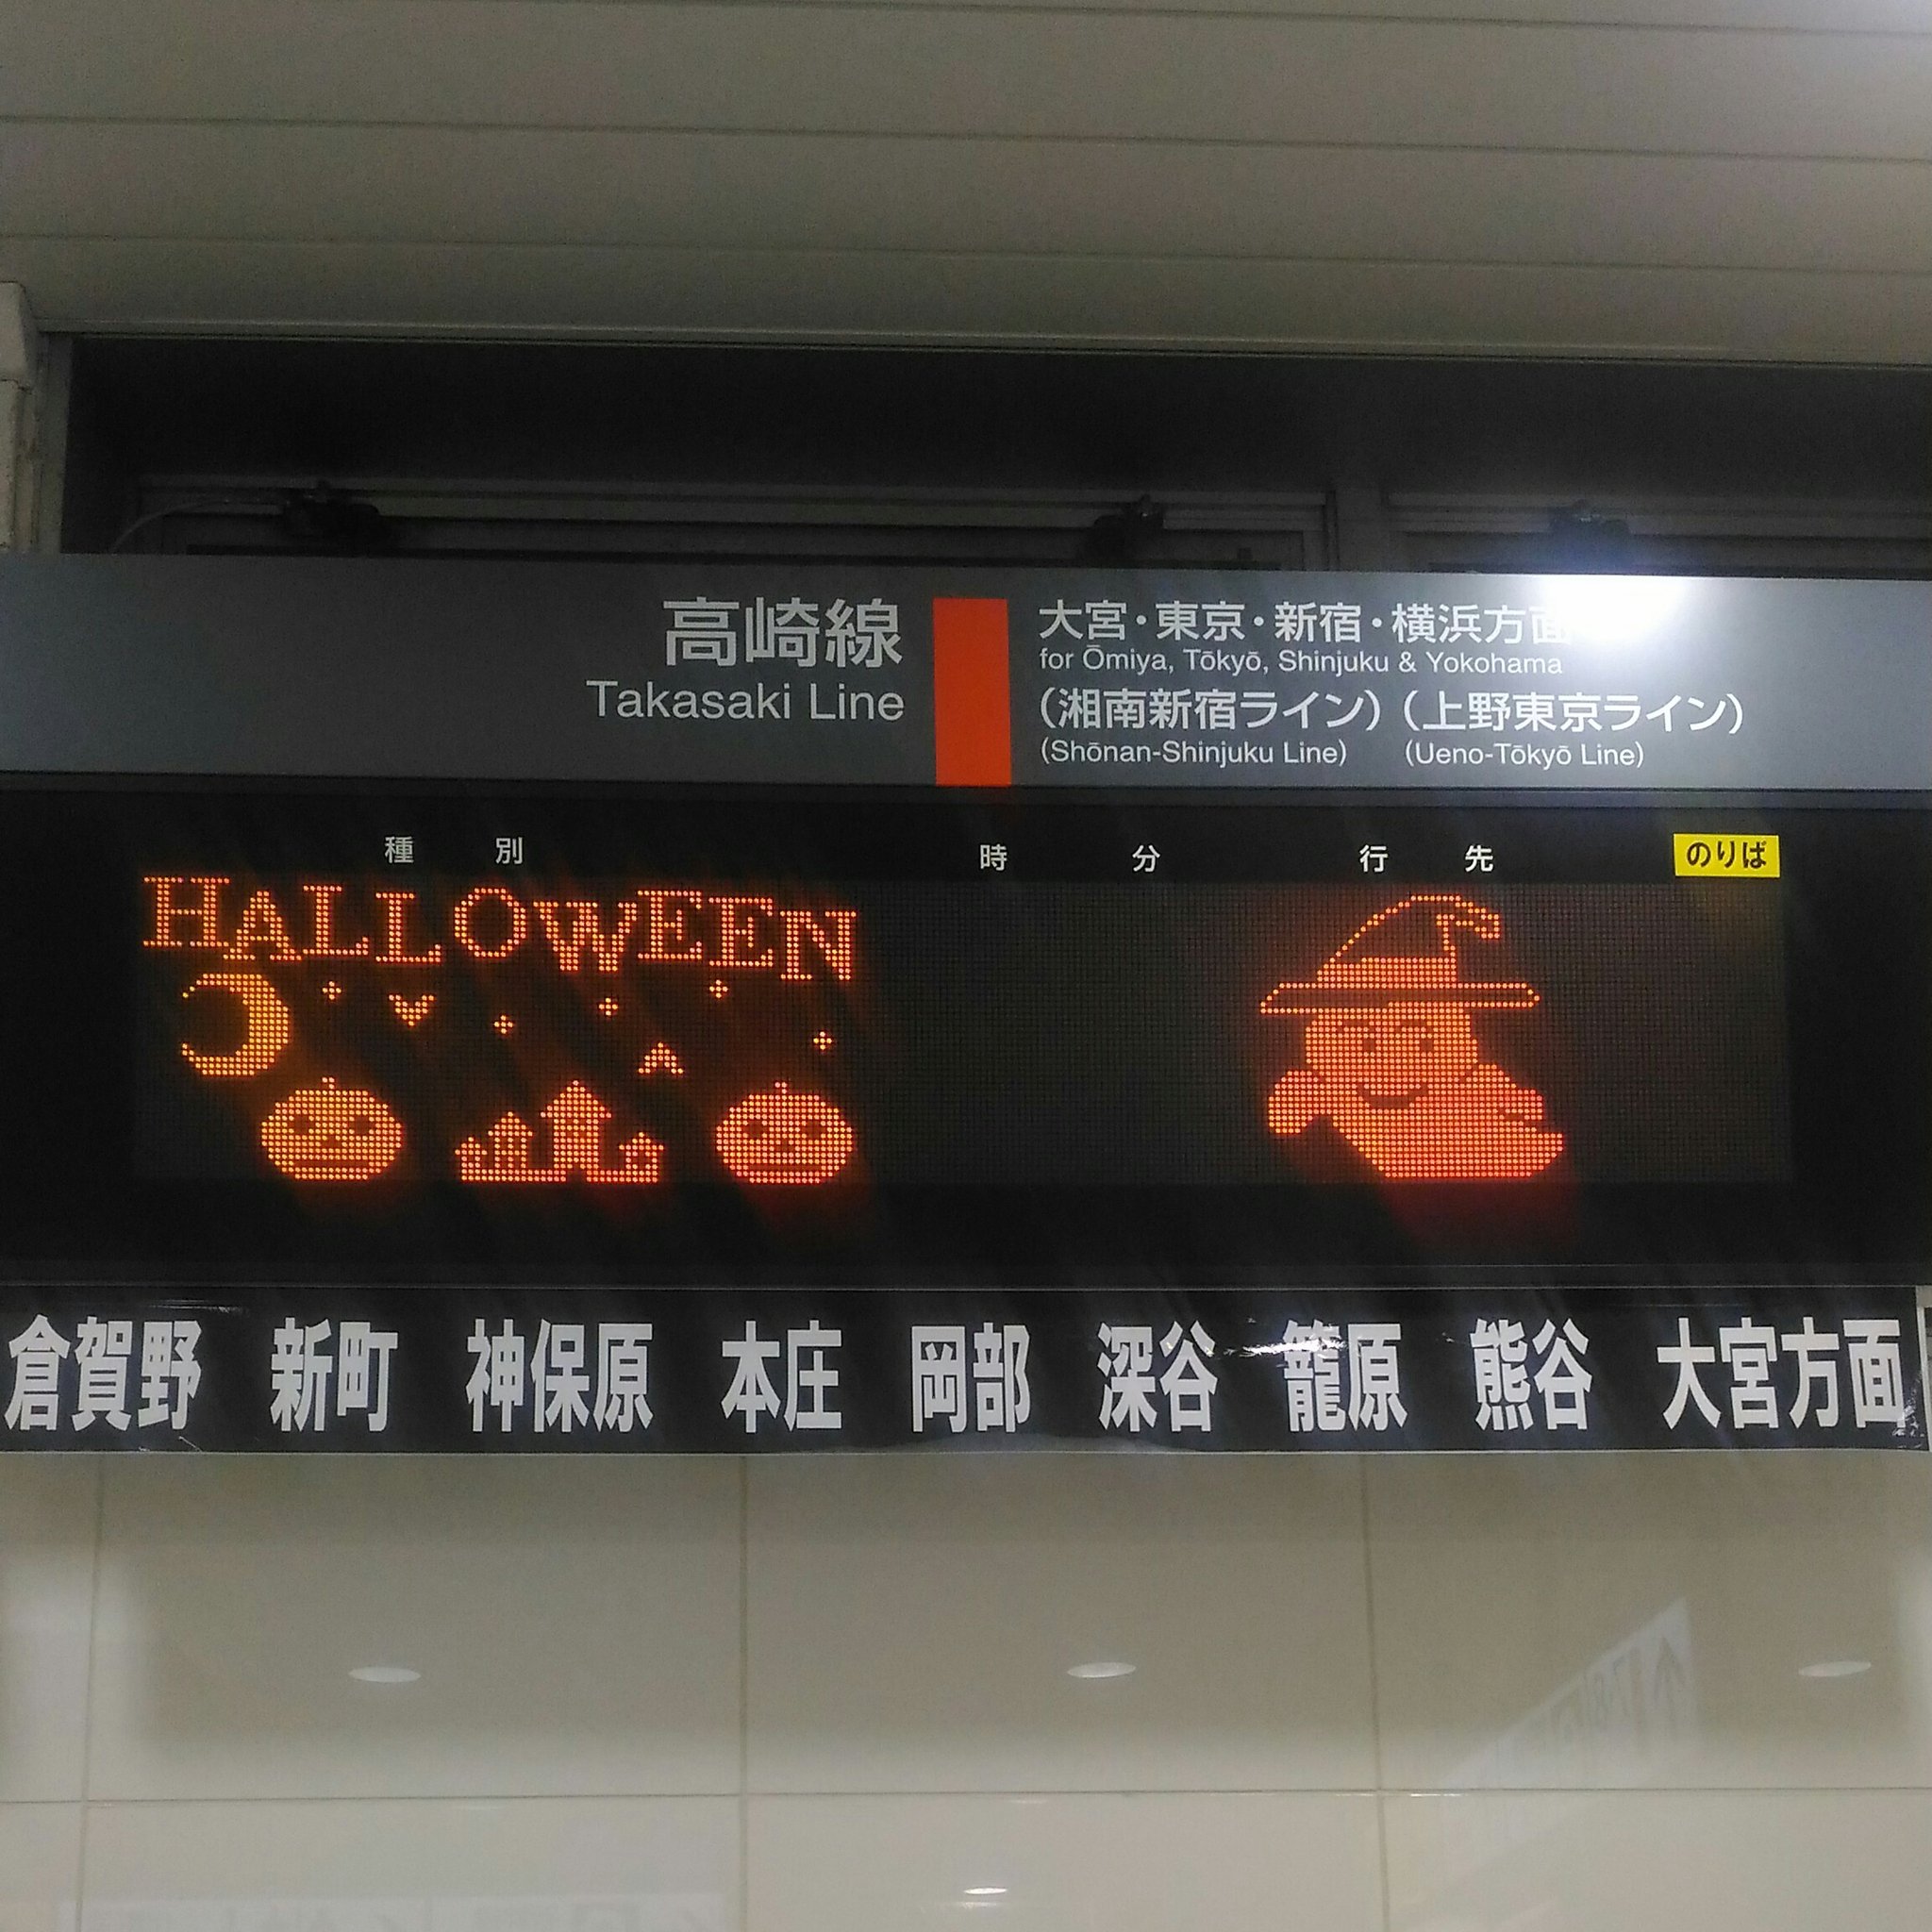 高崎線
Takasaki Line
大宮・東京・新宿・横浜方面
for Ōmiya, Tōkyō, Shinjuku & Yokohama
（湘南新宿ライン）（上野東京ライン）
(Shōnan-Shinjuku Line) (Ueno-Tōkyō Line)
種別 時分 行先 のりば
HALLOWEEN
倉賀野 新町 神保原 本庄 岡部 深谷 籠原 熊谷 大宮方面